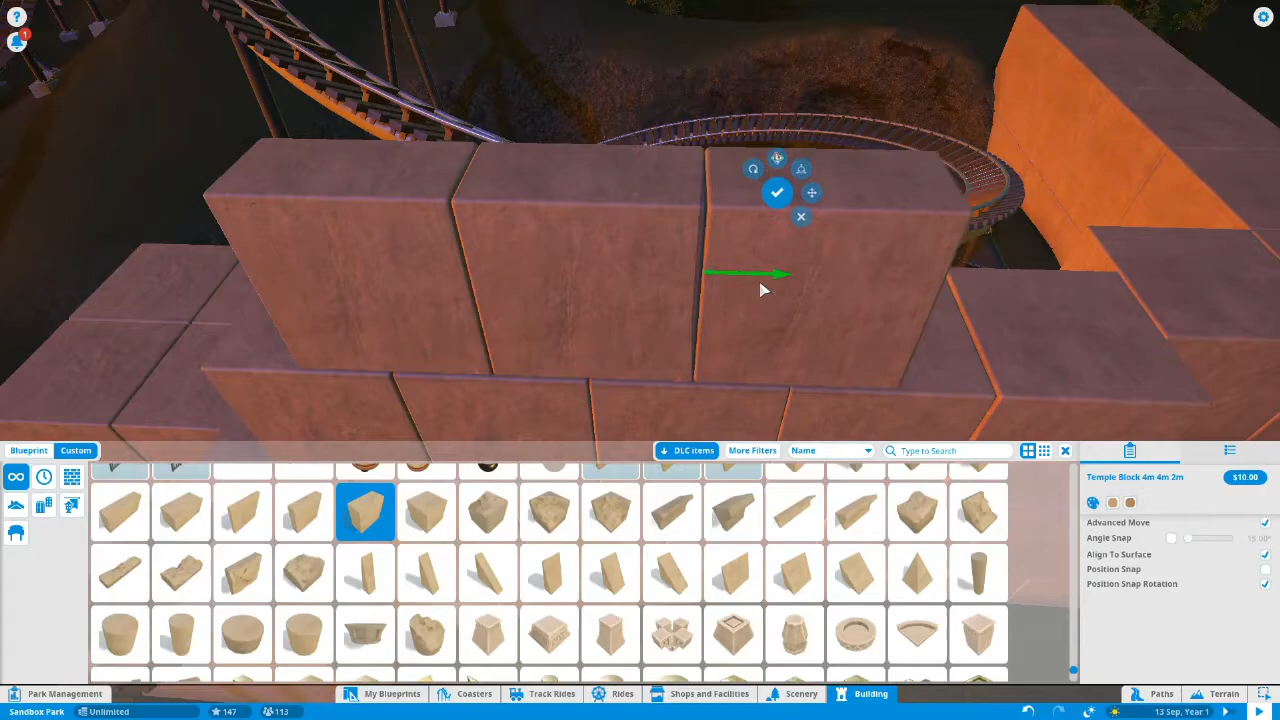 ?
1
Blueprint Custom DLC items More Filters Name Type to Search
Temple Block 4m 4m 2m $10.00
Advanced Move
Angle Snap 15.00°
Align To Surface
Position Snap
Position Snap Rotation
Park Management My Blueprints Coasters Track Rides Rides Shops and Facilities Scenery Building Paths Terrain
Sandbox Park Unlimited 147 113 13 Sep, Year 1